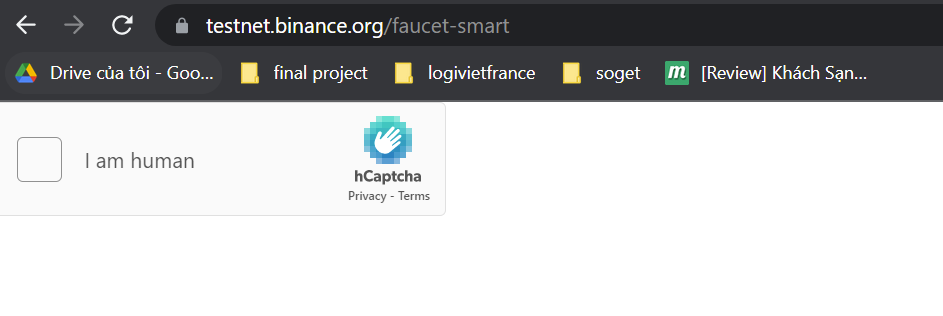 testnet.binance.org/faucet-smart
Drive của tôi - Goo... final project logivietfrance soget m [Review] Khách Sạn...
I am human
hCaptcha
Privacy - Terms